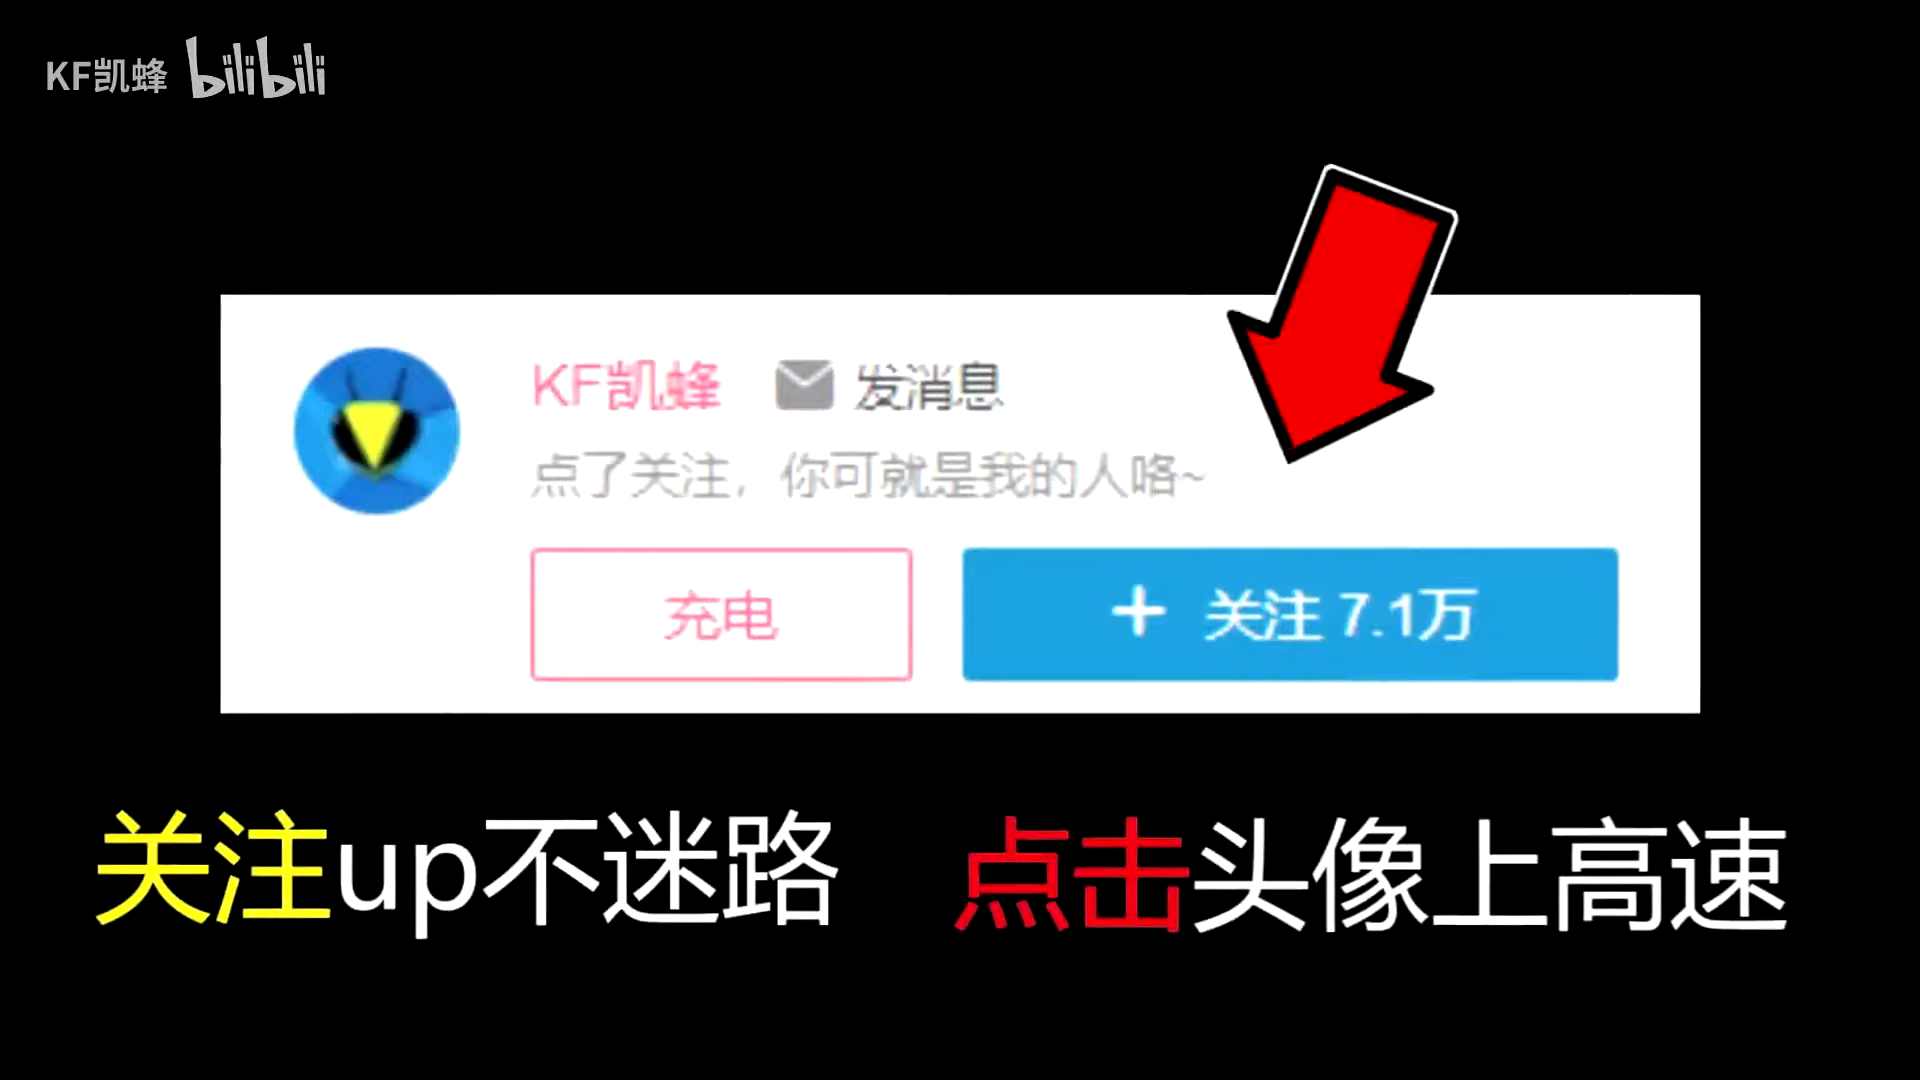 KF凯蜂 bilibili
KF凯蜂 发消息
点了关注，你可就是我的人咯~
充电
+ 关注 7.1万
关注up不迷路 点击头像上高速